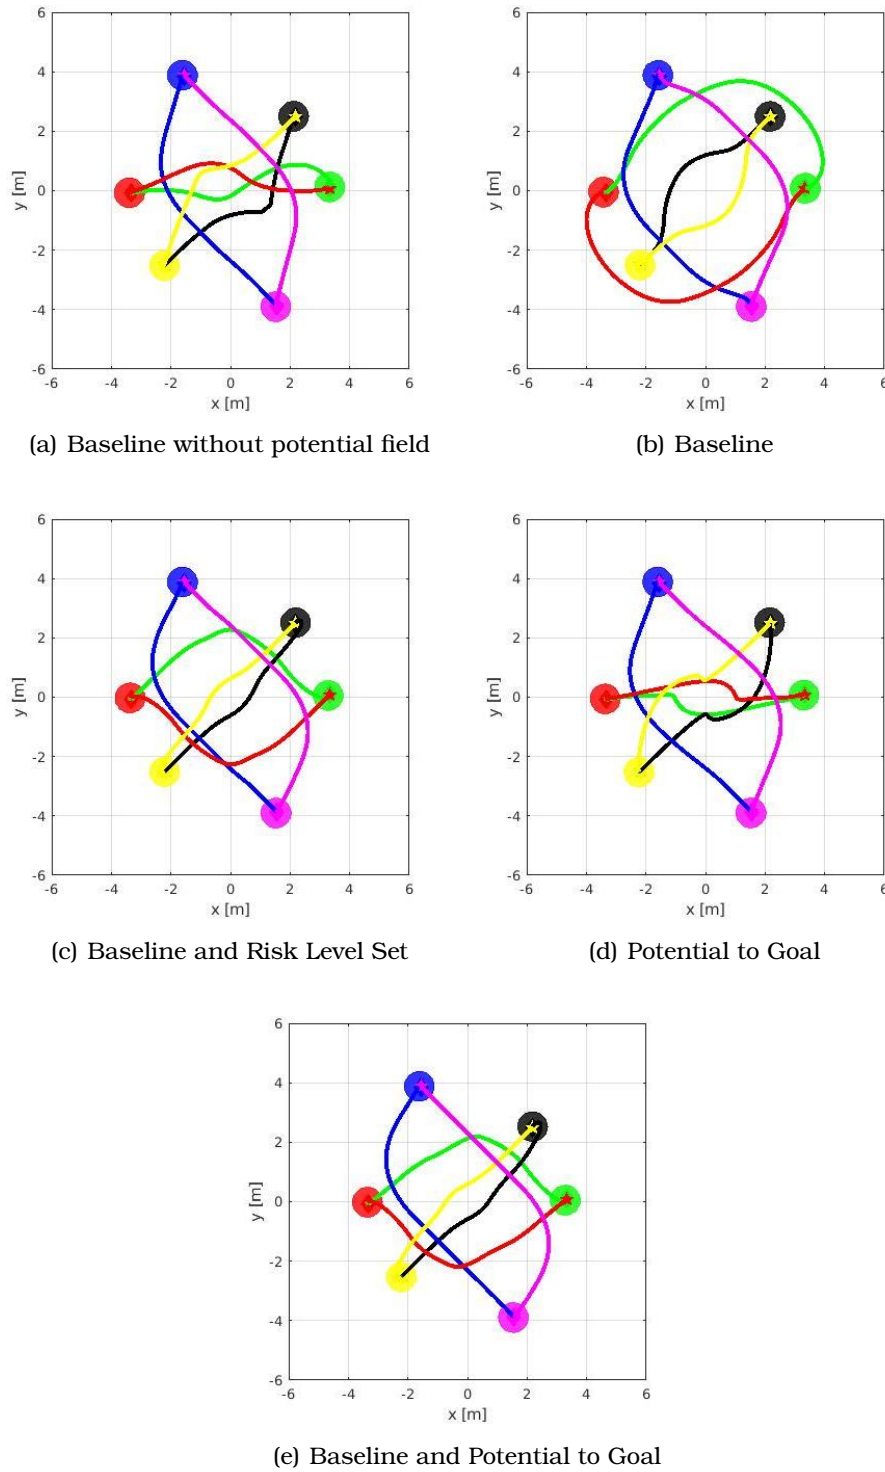 6
4
2
0
-2
-4
-6
y [m]
-6 -4 -2 0 2 4 6
x [m]
(a) Baseline without potential field
6
4
2
0
-2
-4
-6
y [m]
-6 -4 -2 0 2 4 6
x [m]
(b) Baseline
6
4
2
0
-2
-4
-6
y [m]
-6 -4 -2 0 2 4 6
x [m]
(c) Baseline and Risk Level Set
6
4
2
0
-2
-4
-6
y [m]
-6 -4 -2 0 2 4 6
x [m]
(d) Potential to Goal
6
4
2
0
-2
-4
-6
y [m]
-6 -4 -2 0 2 4 6
x [m]
(e) Baseline and Potential to Goal